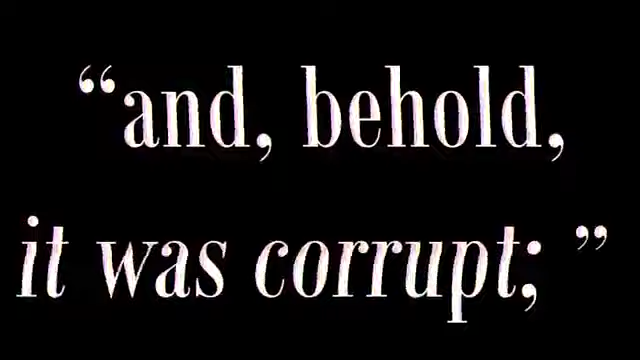 “and, behold,
it was corrupt; ”